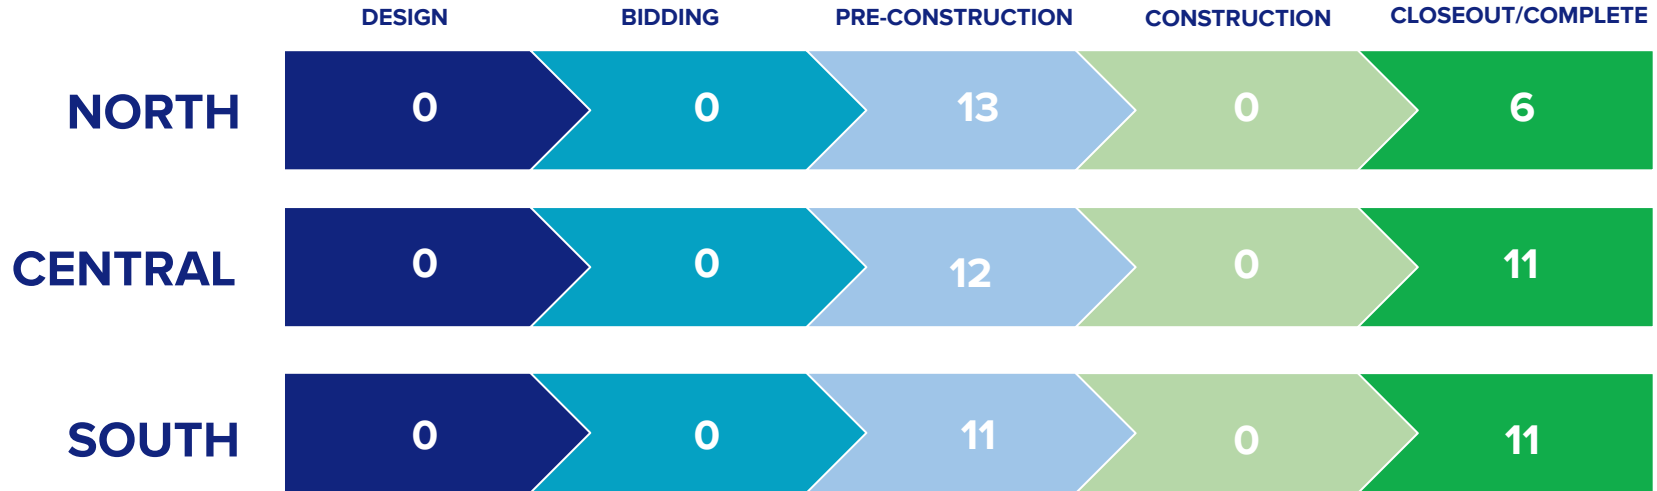 DESIGN BIDDING PRE-CONSTRUCTION CONSTRUCTION CLOSEOUT/COMPLETE
NORTH 0 0 13 0 6
CENTRAL 0 0 12 0 11
SOUTH 0 0 11 0 11